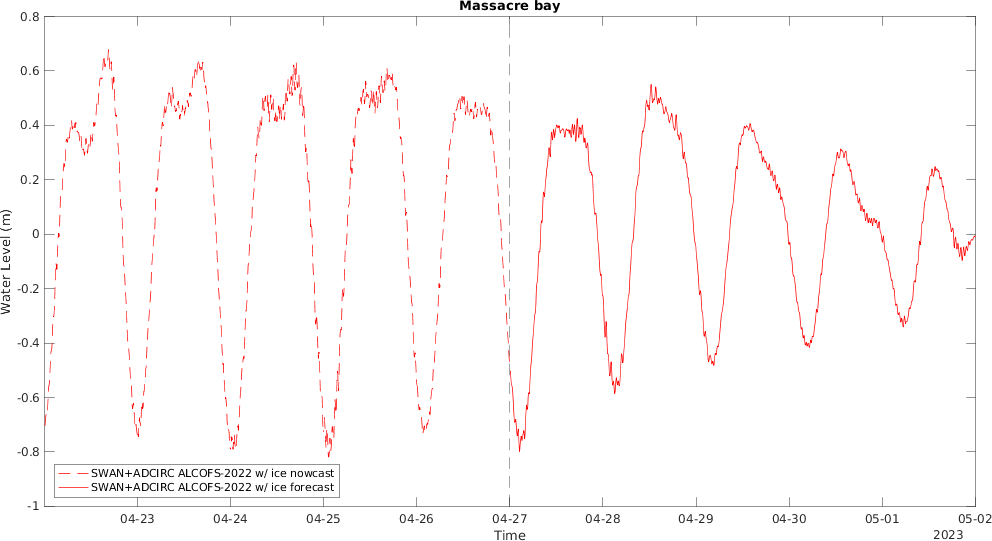 Massacre bay
0.8
0.6
0.4
0.2
0
-0.2
-0.4
-0.6
-0.8
-1
Water Level (m)
SWAN+ADCIRC ALCOFS-2022 w/ ice nowcast
SWAN+ADCIRC ALCOFS-2022 w/ ice forecast
04-23 04-24 04-25 04-26 04-27 04-28 04-29 04-30 05-01 05-02
Time
2023